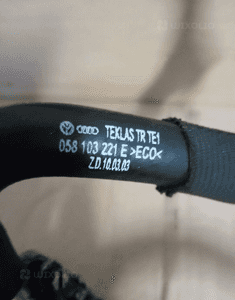 TEKLAS TR TE1
058 103 221 E >ECO<
Z.D.10.03.03